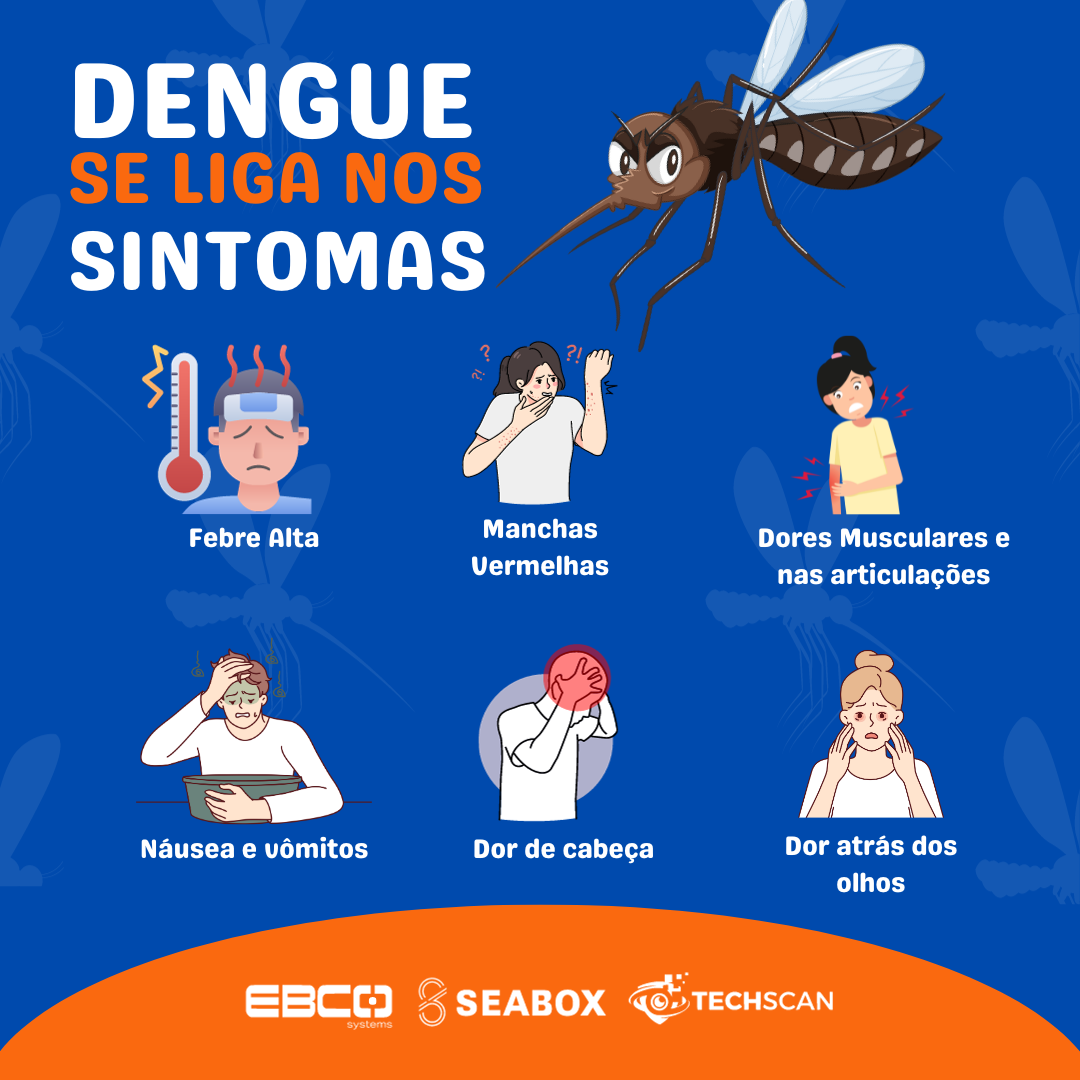 DENGUE
SE LIGA NOS
SINTOMAS
? ?!
?!
Febre Alta
Manchas
Vermelhas
Dores Musculares e
nas articulações
Náusea e vômitos
Dor de cabeça
Dor atrás dos
olhos
EBCO
systems
SEABOX
TECHSCAN